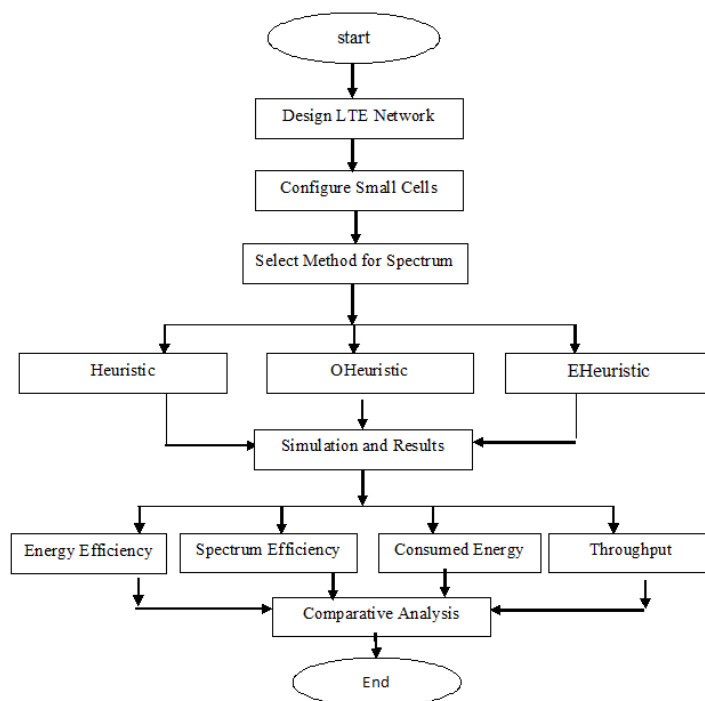 start
Design LTE Network
Configure Small Cells
Select Method for Spectrum
Heuristic
OHeuristic
EHeuristic
Simulation and Results
Energy Efficiency
Spectrum Efficiency
Consumed Energy
Throughput
Comparative Analysis
End